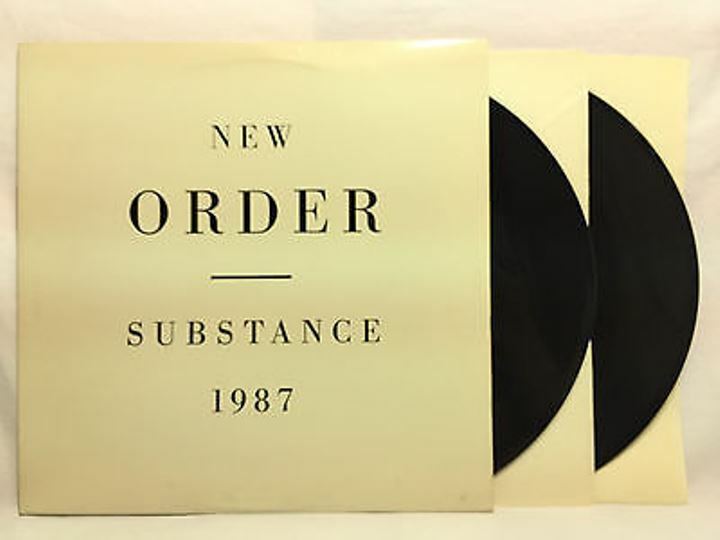 NEW
ORDER
SUBSTANCE
1987